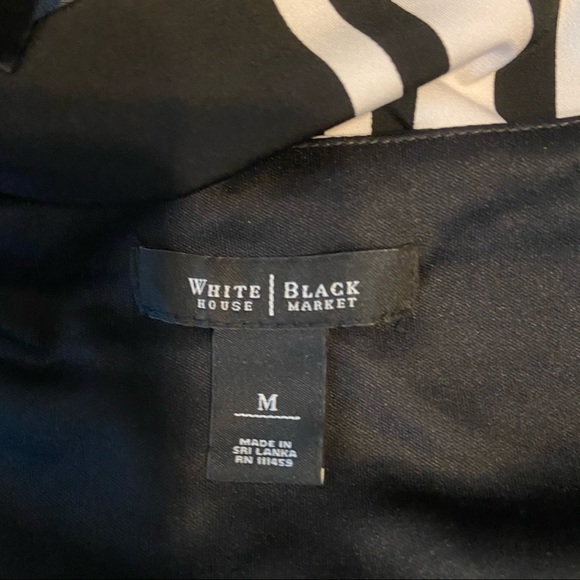 WHITE | BLACK
HOUSE | MARKET
M
MADE IN
SRI LANKA
RN 111459